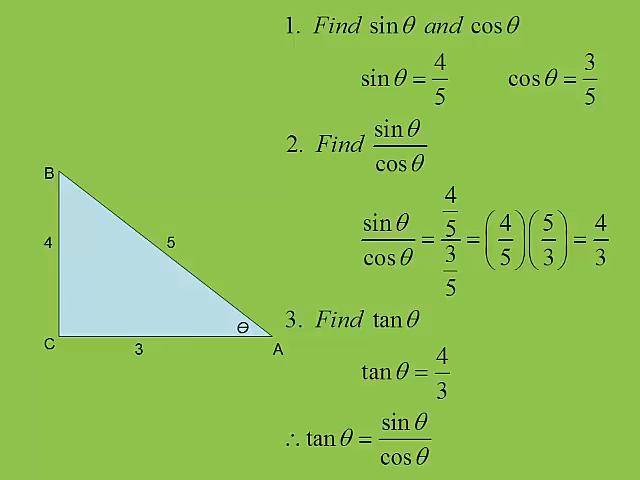 1. Find sin θ and cos θ
sin θ = 4/5 cos θ = 3/5
2. Find sin θ/cos θ
sin θ/cos θ = (4/5)/(3/5) = (4/5)(5/3) = 4/3
3. Find tan θ
tan θ = 4/3
∴ tan θ = sin θ/cos θ
B
4
5
C
3
Θ
A